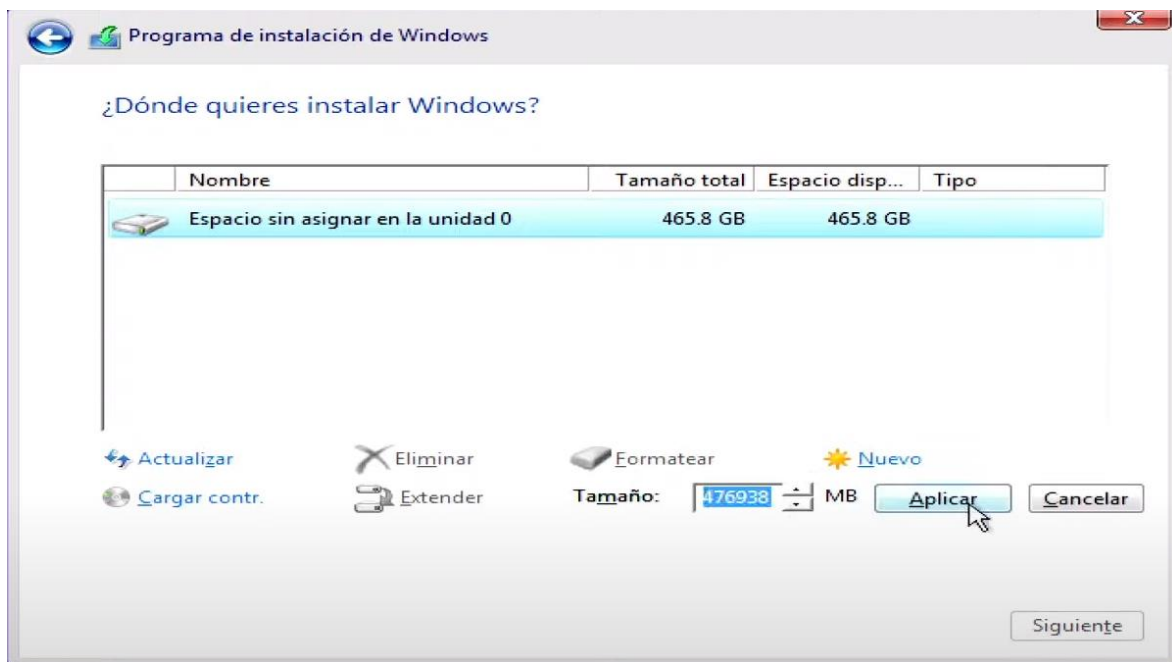 Programa de instalación de Windows
¿Dónde quieres instalar Windows?
Nombre Tamaño total Espacio disp... Tipo
Espacio sin asignar en la unidad 0 465.8 GB 465.8 GB
Actualizar Eliminar Formatear Nuevo
Cargar contr. Extender Tamaño: 476938 MB Aplicar Cancelar
Siguiente